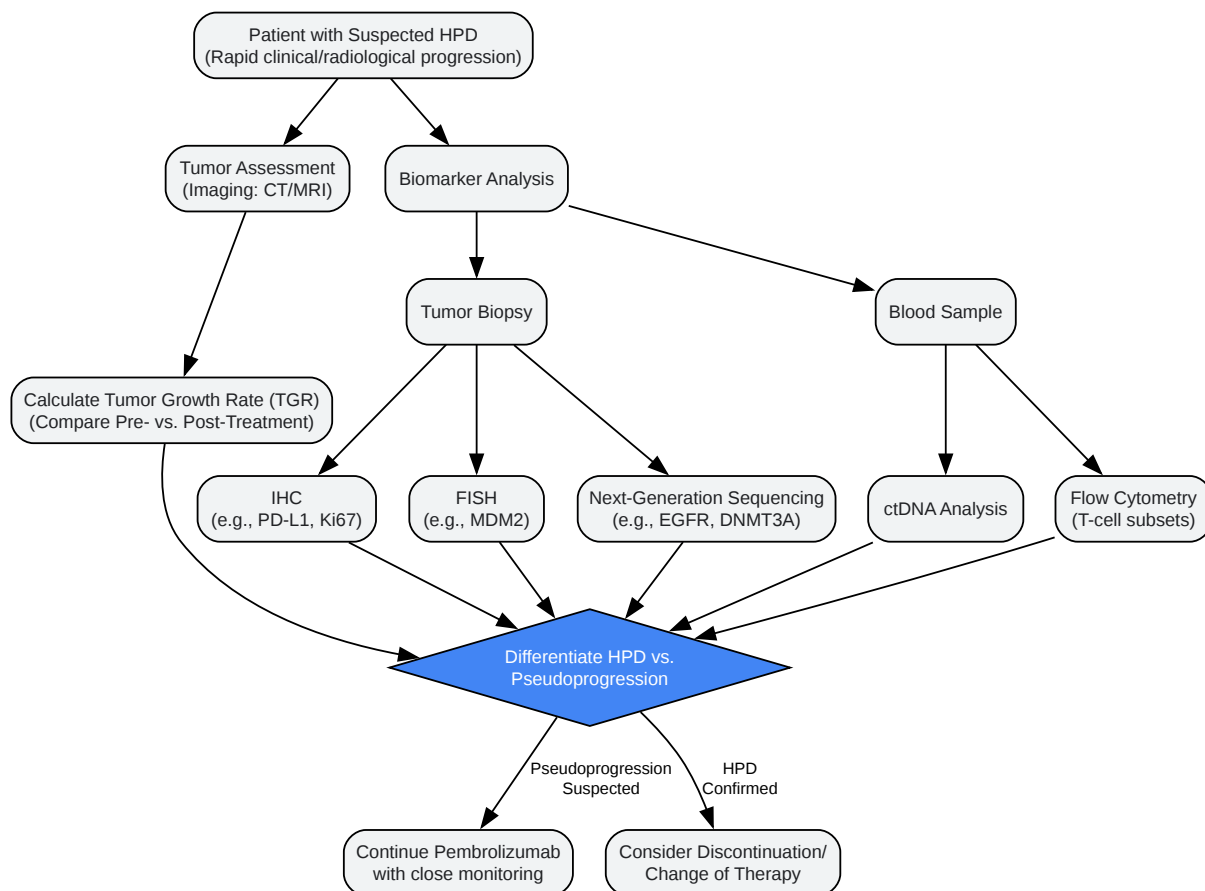 Patient with Suspected HPD
(Rapid clinical/radiological progression)
Tumor Assessment
(Imaging: CT/MRI)
Biomarker Analysis
Tumor Biopsy
Blood Sample
Calculate Tumor Growth Rate (TGR)
(Compare Pre- vs. Post-Treatment)
IHC
(e.g., PD-L1, Ki67)
FISH
(e.g., MDM2)
Next-Generation Sequencing
(e.g., EGFR, DNMT3A)
ctDNA Analysis
Flow Cytometry
(T-cell subsets)
Differentiate HPD vs.
Pseudoprogression
Pseudoprogression
Suspected
HPD
Confirmed
Continue Pembrolizumab
with close monitoring
Consider Discontinuation/
Change of Therapy